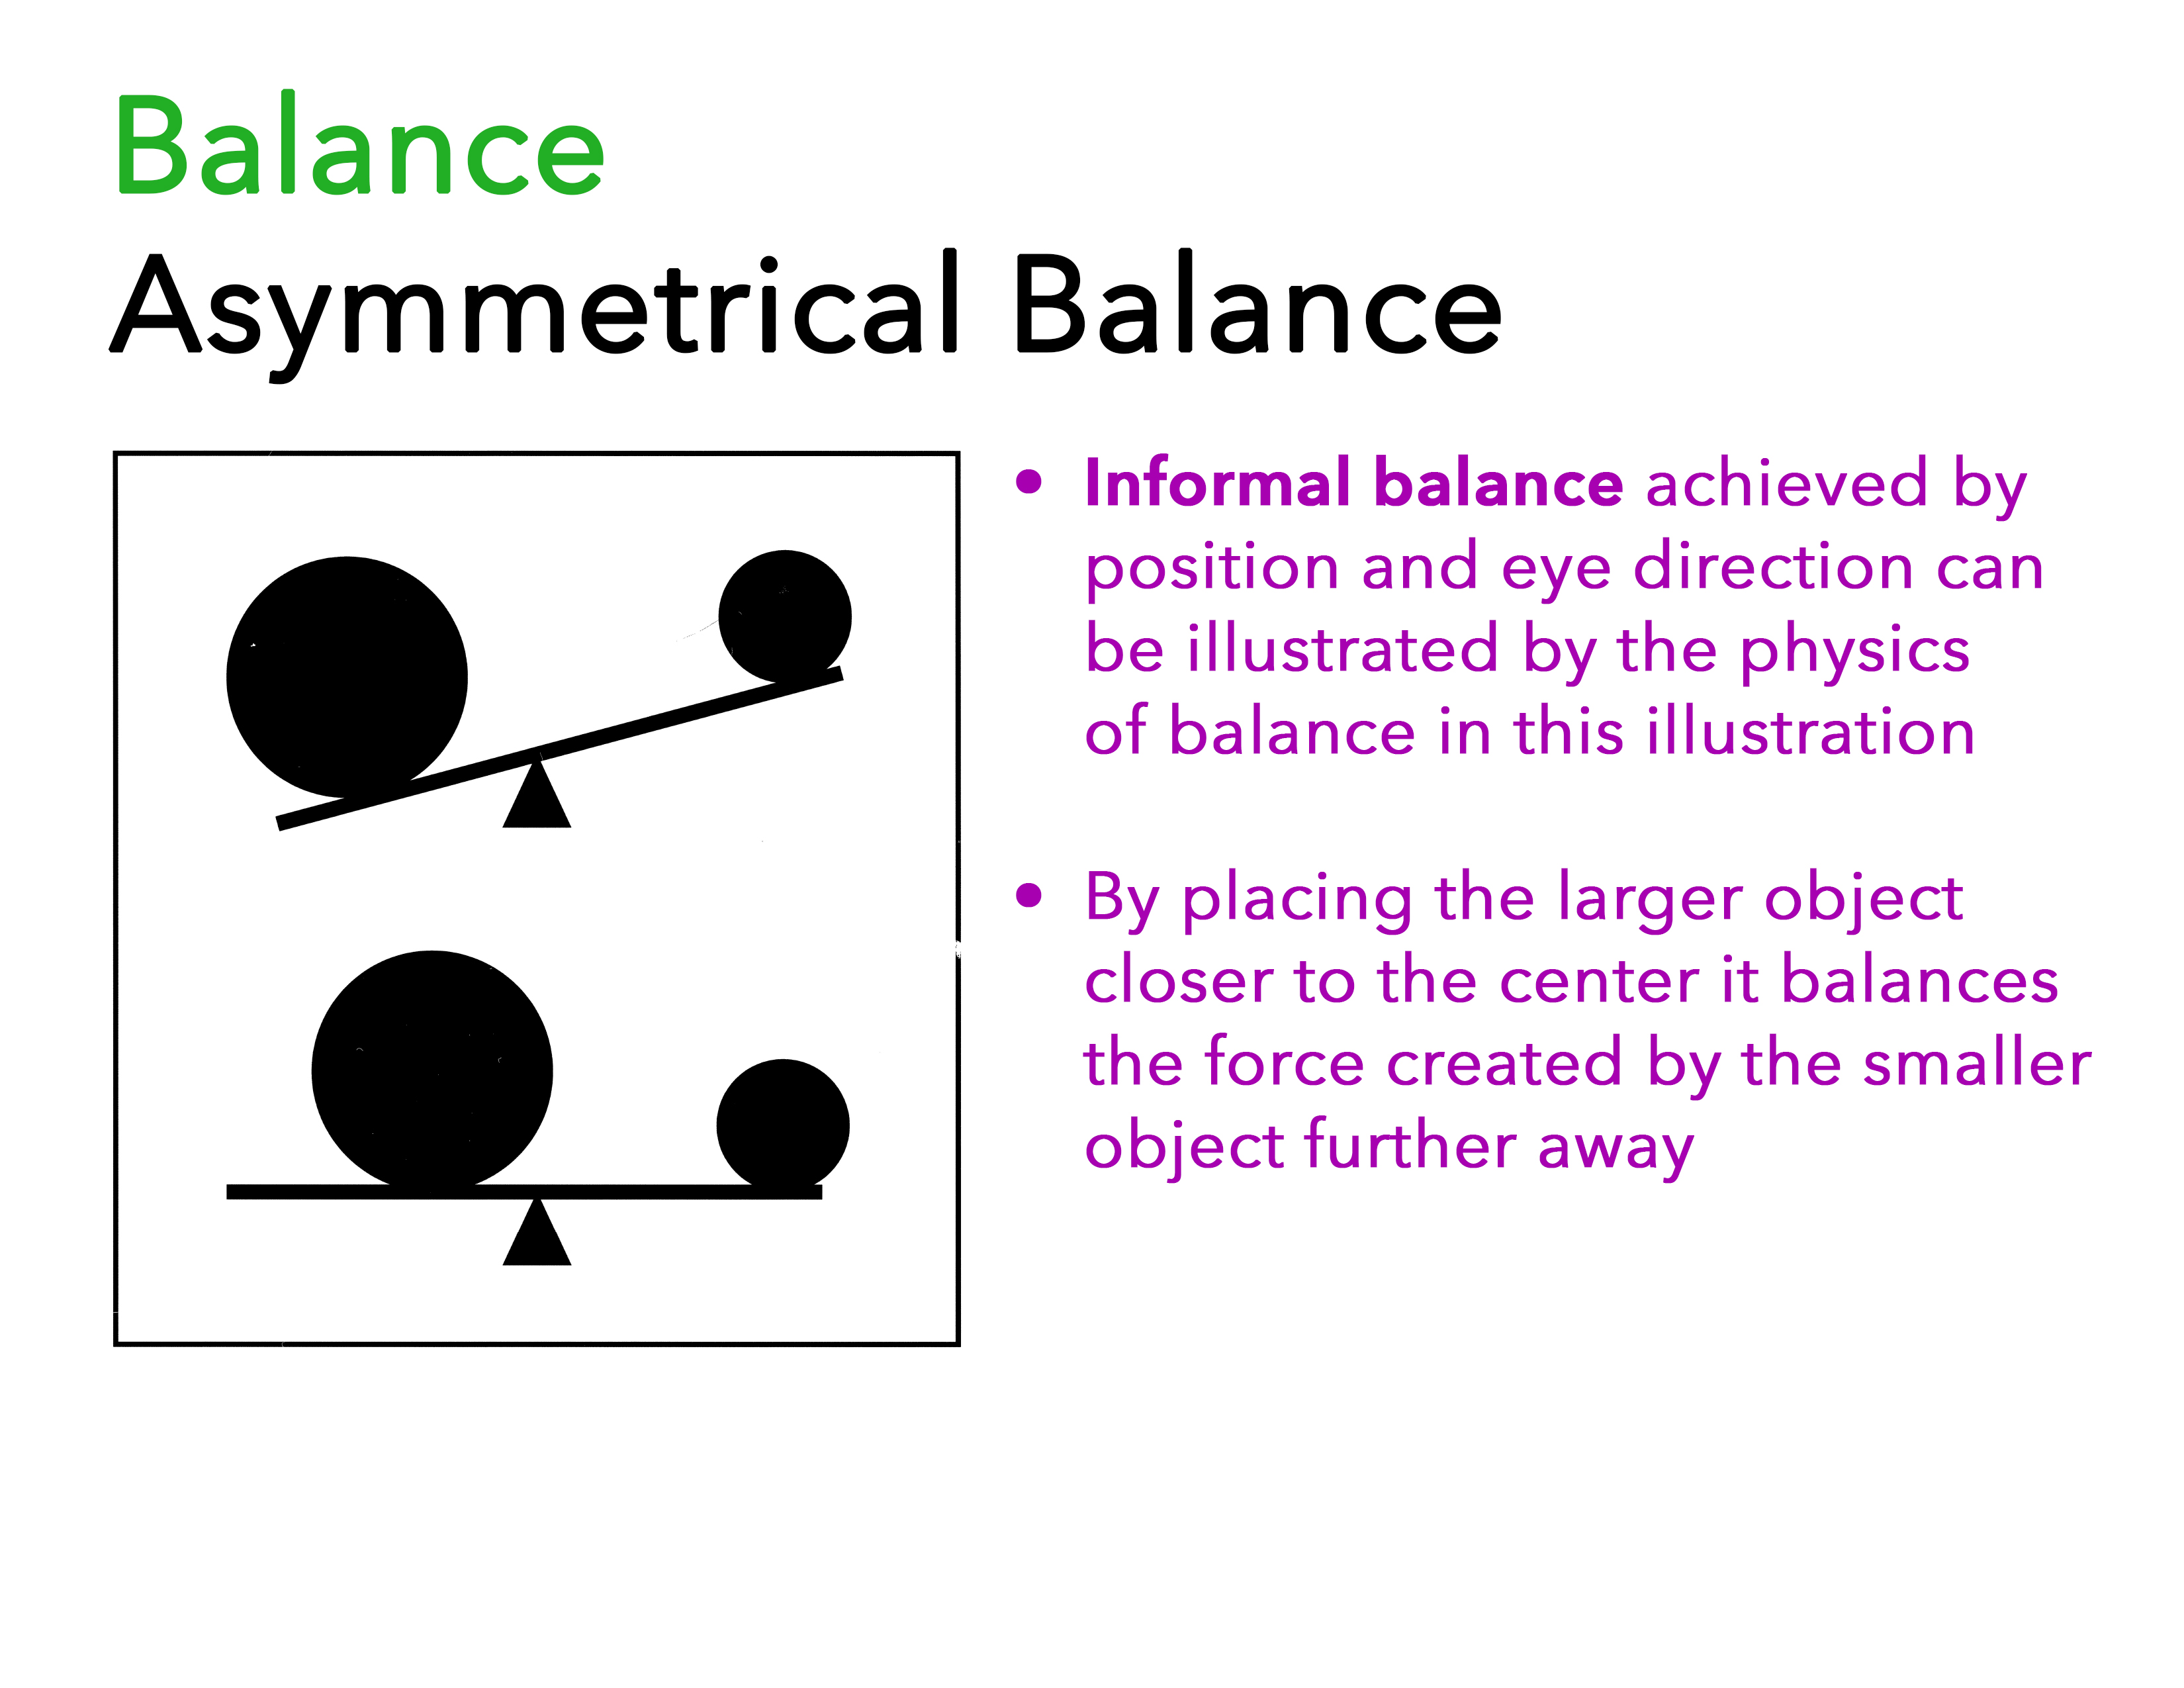 Balance
Asymmetrical Balance
• Informal balance achieved by
position and eye direction can
be illustrated by the physics
of balance in this illustration
• By placing the larger object
closer to the center it balances
the force created by the smaller
object further away